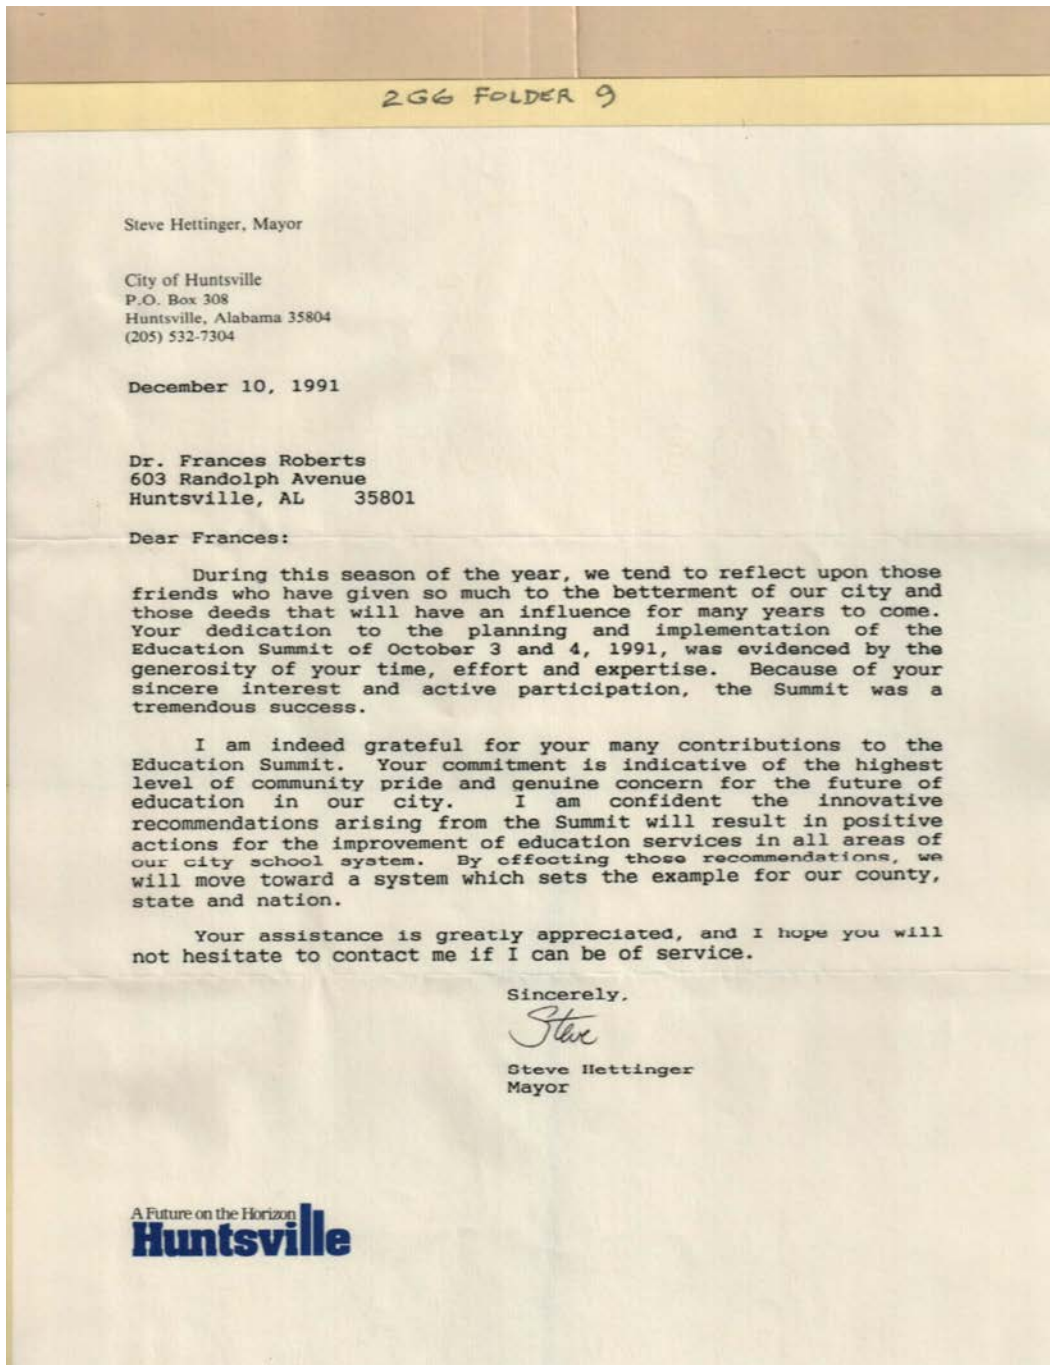 2G6 FOLDER 9
Steve Hettinger, Mayor
City of Huntsville
P.O. Box 308
Huntsville, Alabama 35804
(205) 532-7304
December 10, 1991
Dr. Frances Roberts
603 Randolph Avenue
Huntsville, AL 35801
Dear Frances:
During this season of the year, we tend to reflect upon those
friends who have given so much to the betterment of our city and
those deeds that will have an influence for many years to come.
Your dedication to the planning and implementation of the
Education Summit of October 3 and 4, 1991, was evidenced by the
generosity of your time, effort and expertise. Because of your
sincere interest and active participation, the Summit was a
tremendous success.
I am indeed grateful for your many contributions to the
Education Summit. Your commitment is indicative of the highest
level of community pride and genuine concern for the future of
education in our city. I am confident the innovative
recommendations arising from the Summit will result in positive
actions for the improvement of education services in all areas of
our city school system. By effecting those recommendations, we
will move toward a system which sets the example for our county,
state and nation.
Your assistance is greatly appreciated, and I hope you will
not hesitate to contact me if I can be of service.
Sincerely,
Steve
Steve Hettinger
Mayor
A Future on the Horizon
Huntsville